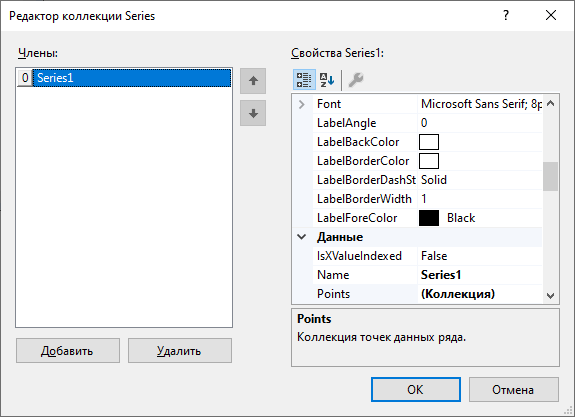 Редактор коллекции Series
Члены:
0 Series1
Добавить
Удалить
Свойства Series1:
Font Microsoft Sans Serif; 8p
LabelAngle 0
LabelBackColor
LabelBorderColor
LabelBorderDashSt Solid
LabelBorderWidth 1
LabelForeColor Black
Данные
IsXValueIndexed False
Name Series1
Points (Коллекция)
Points
Коллекция точек данных ряда.
OK
Отмена